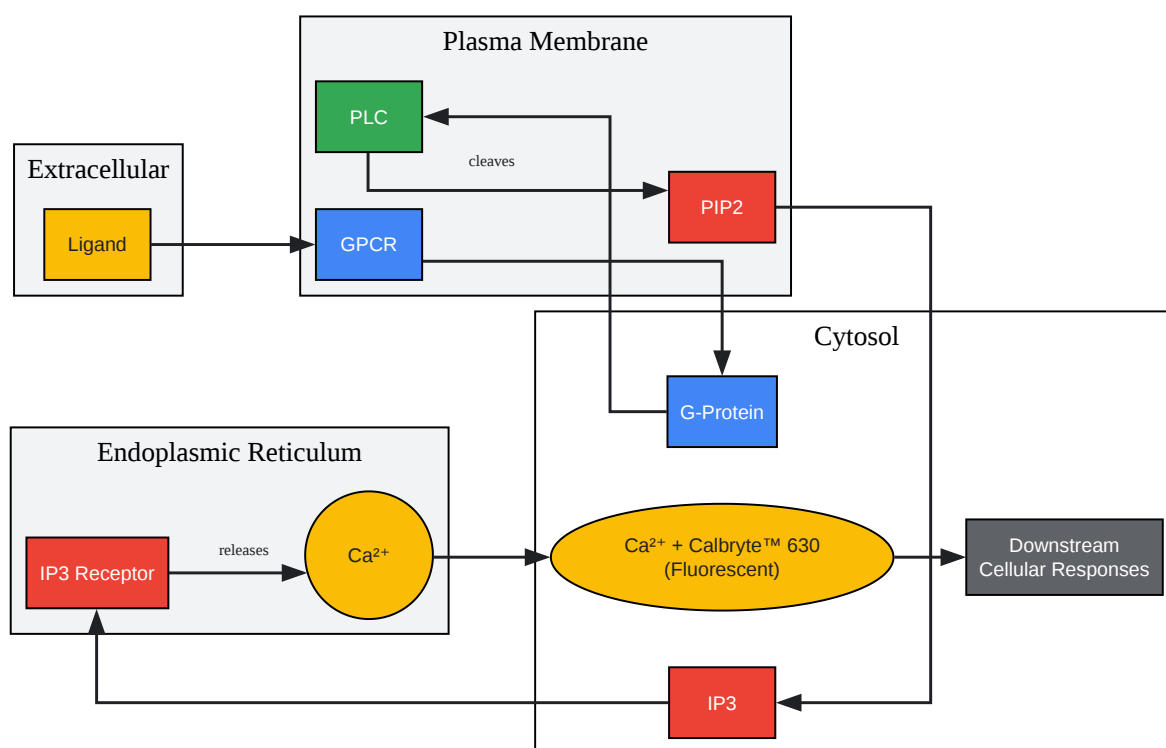 Plasma Membrane
PLC
cleaves
Extracellular
PIP2
Ligand
GPCR
Cytosol
G-Protein
Endoplasmic Reticulum
Ca²⁺ + Calbryte™ 630
(Fluorescent)
Downstream
Cellular Responses
releases
Ca²⁺
IP3 Receptor
IP3